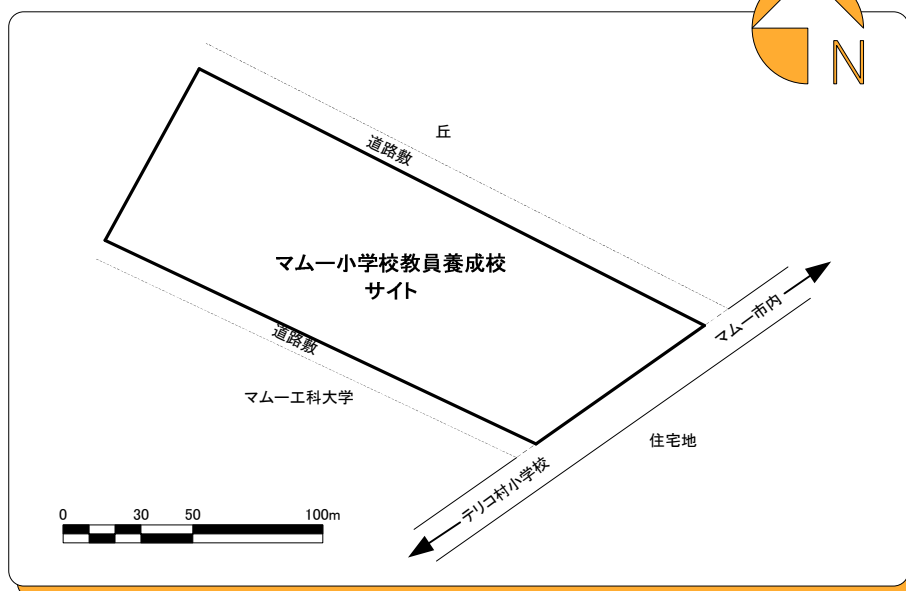 N
丘
道路敷
マムー小学校教員養成校
サイト
マムー市内
道路敷
マムー工科大学
住宅地
テリコ村小学校
0 30 50 100m